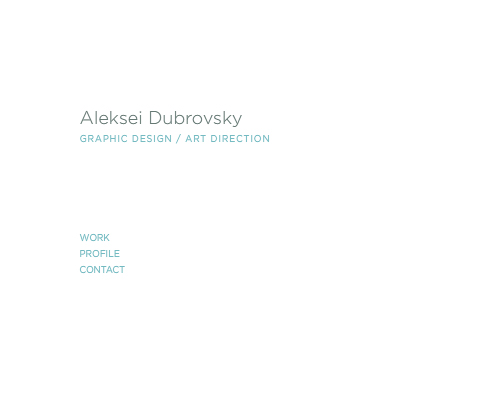 Aleksei Dubrovsky
GRAPHIC DESIGN / ART DIRECTION
WORK
PROFILE
CONTACT